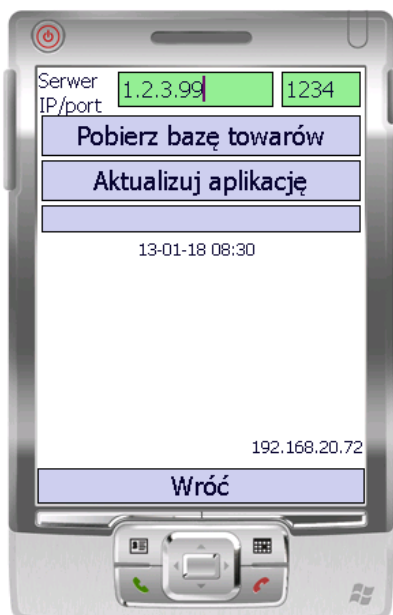 Serwer
IP/port
1.2.3.99
1234
Pobierz bazę towarów
Aktualizuj aplikację
13-01-18 08:30
192.168.20.72
Wróć